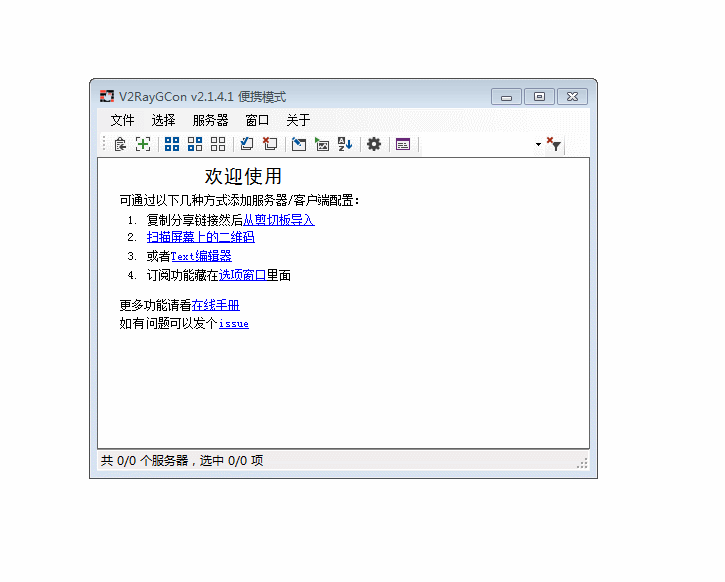 V2RayGCon v2.1.4.1 便携模式
文件 选择 服务器 窗口 关于
欢迎使用
可通过以下几种方式添加服务器/客户端配置:
1. 复制分享链接然后从剪切板导入
2. 扫描屏幕上的二维码
3. 或者Text编辑器
4. 订阅功能藏在选项窗口里面
更多功能请看在线手册
如有问题可以发个issue
共 0/0 个服务器，选中 0/0 项